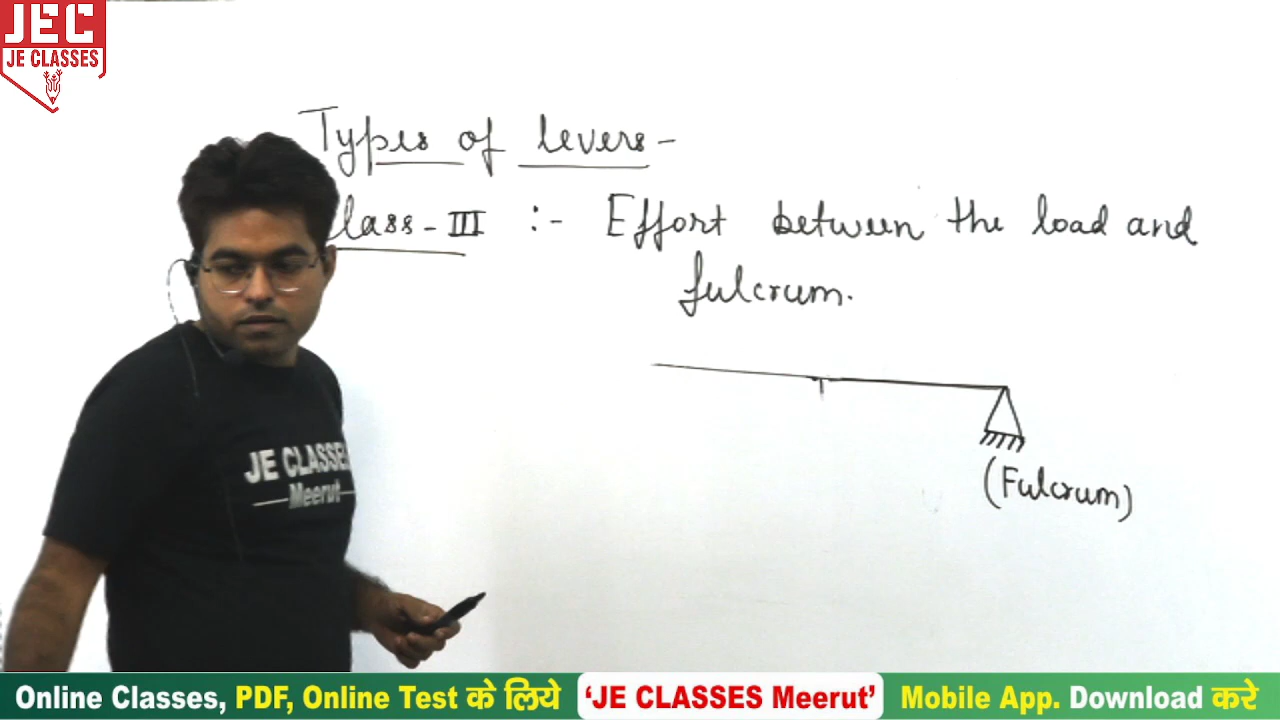 JEC
JE CLASSES
Types of levers-
lass-III :- Effort between the load and
fulcrum.
(Fulcrum)
JE CLASSES
Meerut
Online Classes, PDF, Online Test के लिये 'JE CLASSES Meerut' Mobile App. Download करे